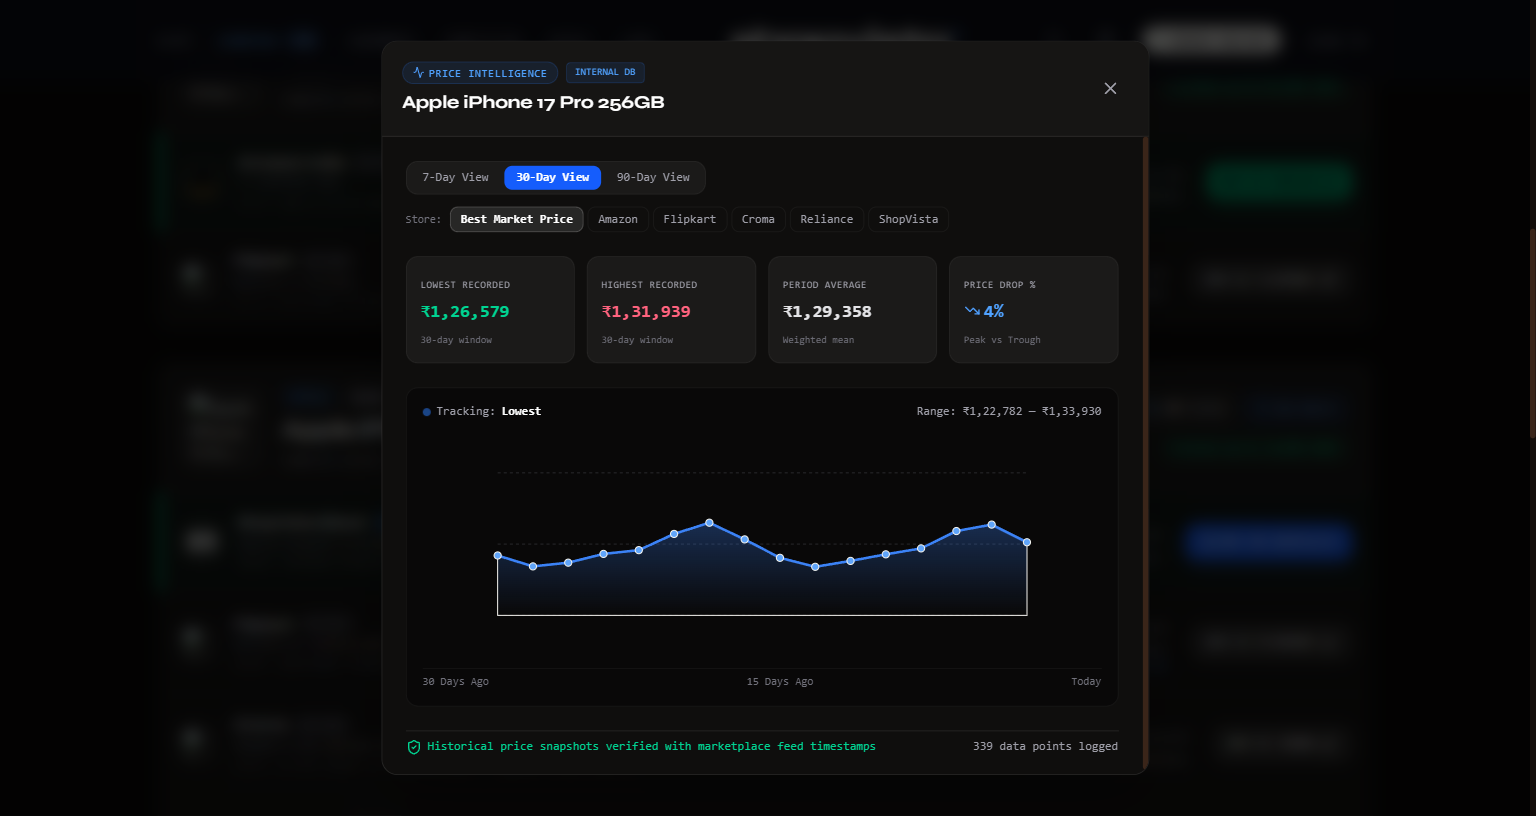 PRICE INTELLIGENCE INTERNAL DB
Apple iPhone 17 Pro 256GB
7-Day View 30-Day View 90-Day View
Store: Best Market Price Amazon Flipkart Croma Reliance ShopVista
LOWEST RECORDED
₹1,26,579
30-day window
HIGHEST RECORDED
₹1,31,939
30-day window
PERIOD AVERAGE
₹1,29,358
Weighted mean
PRICE DROP %
4%
Peak vs Trough
Tracking: Lowest
Range: ₹1,22,782 — ₹1,33,930
30 Days Ago 15 Days Ago Today
Historical price snapshots verified with marketplace feed timestamps
339 data points logged